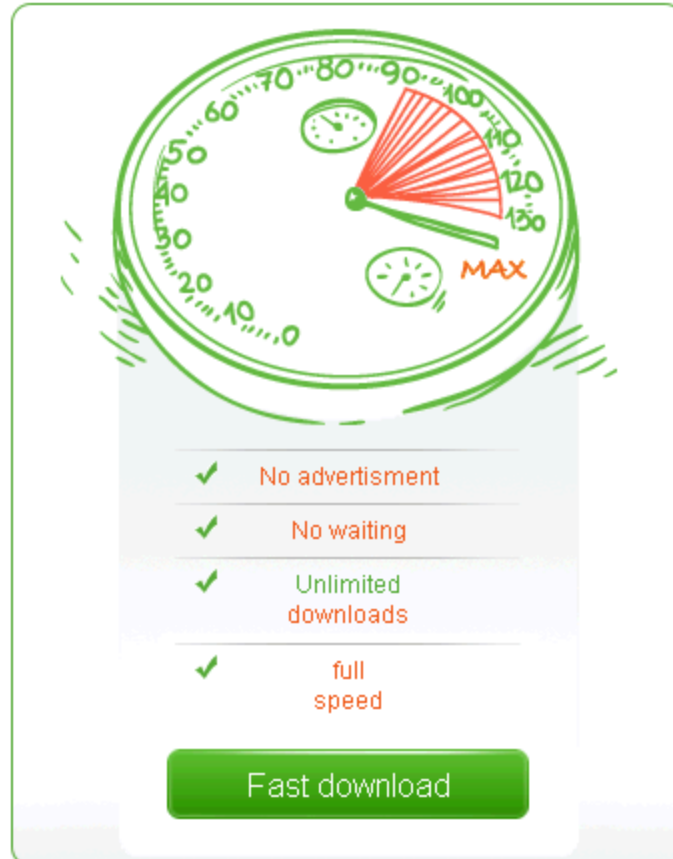 0
10
20
30
40
50
60
70
80
90
100
110
120
130
MAX
No advertisment
No waiting
Unlimited
downloads
full
speed
Fast download